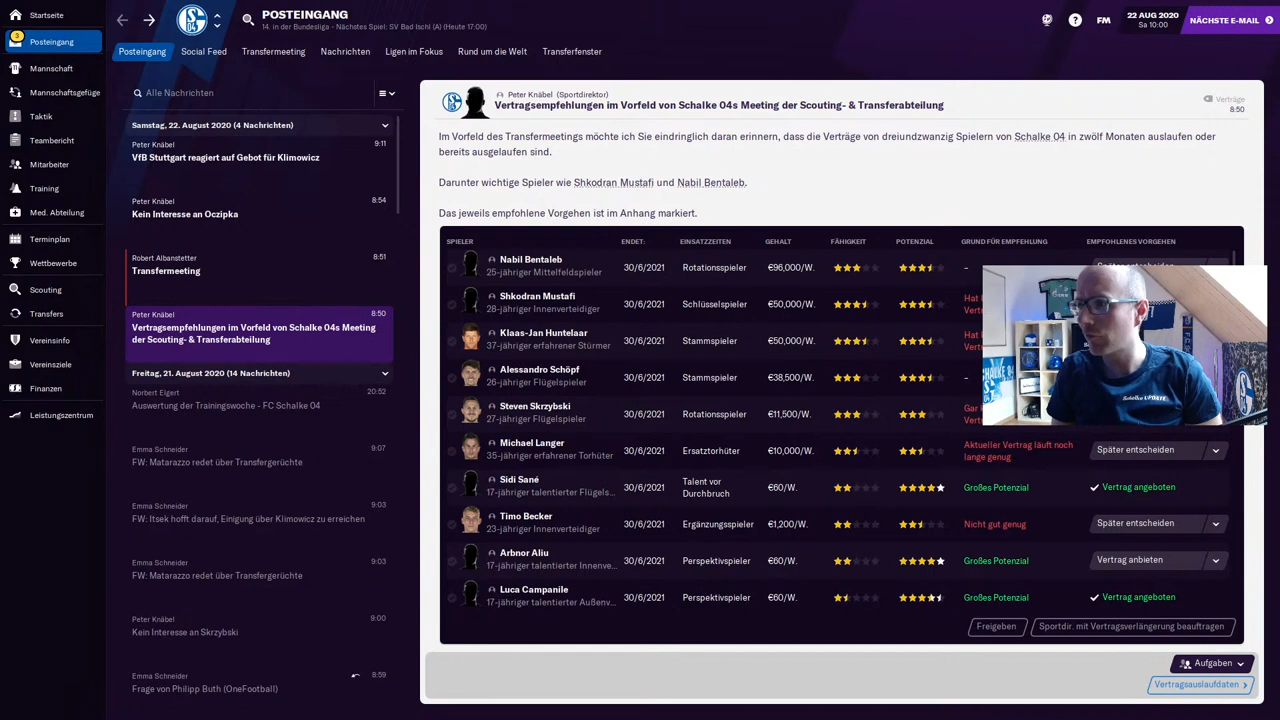 Startseite
POSTEINGANG
14. in der Bundesliga - Nächstes Spiel: SV Bad Ischl (A) (Heute 17:00)
FM
22 AUG 2020
Sa 10:00
NÄCHSTE E-MAIL
3
Posteingang
Mannschaft
Mannschaftsgefüge
Taktik
Teambericht
Mitarbeiter
Training
Med. Abteilung
Terminplan
Wettbewerbe
Scouting
Transfers
Vereinsinfo
Vereinsziele
Finanzen
Leistungszentrum
Posteingang
Social Feed
Transfermeeting
Nachrichten
Ligen im Fokus
Rund um die Welt
Transferfenster
Alle Nachrichten
Samstag, 22. August 2020 (4 Nachrichten)
Peter Knäbel 9:11
VfB Stuttgart reagiert auf Gebot für Klimowicz
Peter Knäbel 8:54
Kein Interesse an Oczipka
Robert Albanstetter 8:51
Transfermeeting
Peter Knäbel 8:50
Vertragsempfehlungen im Vorfeld von Schalke 04s Meeting
der Scouting- & Transferabteilung
Freitag, 21. August 2020 (14 Nachrichten)
Norbert Elgert 20:52
Auswertung der Trainingswoche - FC Schalke 04
Emma Schneider 9:07
FW: Matarazzo redet über Transfergerüchte
Emma Schneider 9:03
FW: Itsek hofft darauf, Einigung über Klimowicz zu erreichen
Emma Schneider 9:03
FW: Matarazzo redet über Transfergerüchte
Peter Knäbel 9:00
Kein Interesse an Skrzybski
Emma Schneider 8:59
Frage von Philipp Buth (OneFootball)
Peter Knäbel (Sportdirektor)
Vertragsempfehlungen im Vorfeld von Schalke 04s Meeting der Scouting- & Transferabteilung
Verträge
8:50
Im Vorfeld des Transfermeetings möchte ich Sie eindringlich daran erinnern, dass die Verträge von dreiundzwanzig Spielern von Schalke 04 in zwölf Monaten auslaufen oder
bereits ausgelaufen sind.
Darunter wichtige Spieler wie Shkodran Mustafi und Nabil Bentaleb.
Das jeweils empfohlene Vorgehen ist im Anhang markiert.
SPIELER ENDET: EINSATZZEITEN GEHALT FÄHIGKEIT POTENZIAL GRUND FÜR EMPFEHLUNG EMPFOHLENES VORGEHEN
Nabil Bentaleb
25-jähriger Mittelfeldspieler 30/6/2021 Rotationsspieler €96,000/W. -
Shkodran Mustafi
28-jähriger Innenverteidiger 30/6/2021 Schlüsselspieler €50,000/W. Hat
Klaas-Jan Huntelaar
37-jähriger erfahrener Stürmer 30/6/2021 Stammspieler €50,000/W. Hat
Alessandro Schöpf
26-jähriger Flügelspieler 30/6/2021 Stammspieler €38,500/W. -
Steven Skrzybski
27-jähriger Flügelspieler 30/6/2021 Rotationsspieler €11,500/W.
Michael Langer
35-jähriger erfahrener Torhüter 30/6/2021 Ersatztorhüter €10,000/W. Aktueller Vertrag läuft noch
lange genug Später entscheiden
Sidi Sané
17-jähriger talentierter Flügels... 30/6/2021 Talent vor
Durchbruch €60/W. Großes Potenzial Vertrag angeboten
Timo Becker
23-jähriger Innenverteidiger 30/6/2021 Ergänzungsspieler €1,200/W. Nicht gut genug Später entscheiden
Arbnor Aliu
17-jähriger talentierter Innenve... 30/6/2021 Perspektivspieler €60/W. Großes Potenzial Vertrag anbieten
Luca Campanile
17-jähriger talentierter Außenv... 30/6/2021 Perspektivspieler €60/W. Großes Potenzial Vertrag angeboten
Freigeben
Sportdir. mit Vertragsverlängerung beauftragen
Aufgaben
Vertragsauslaufdaten